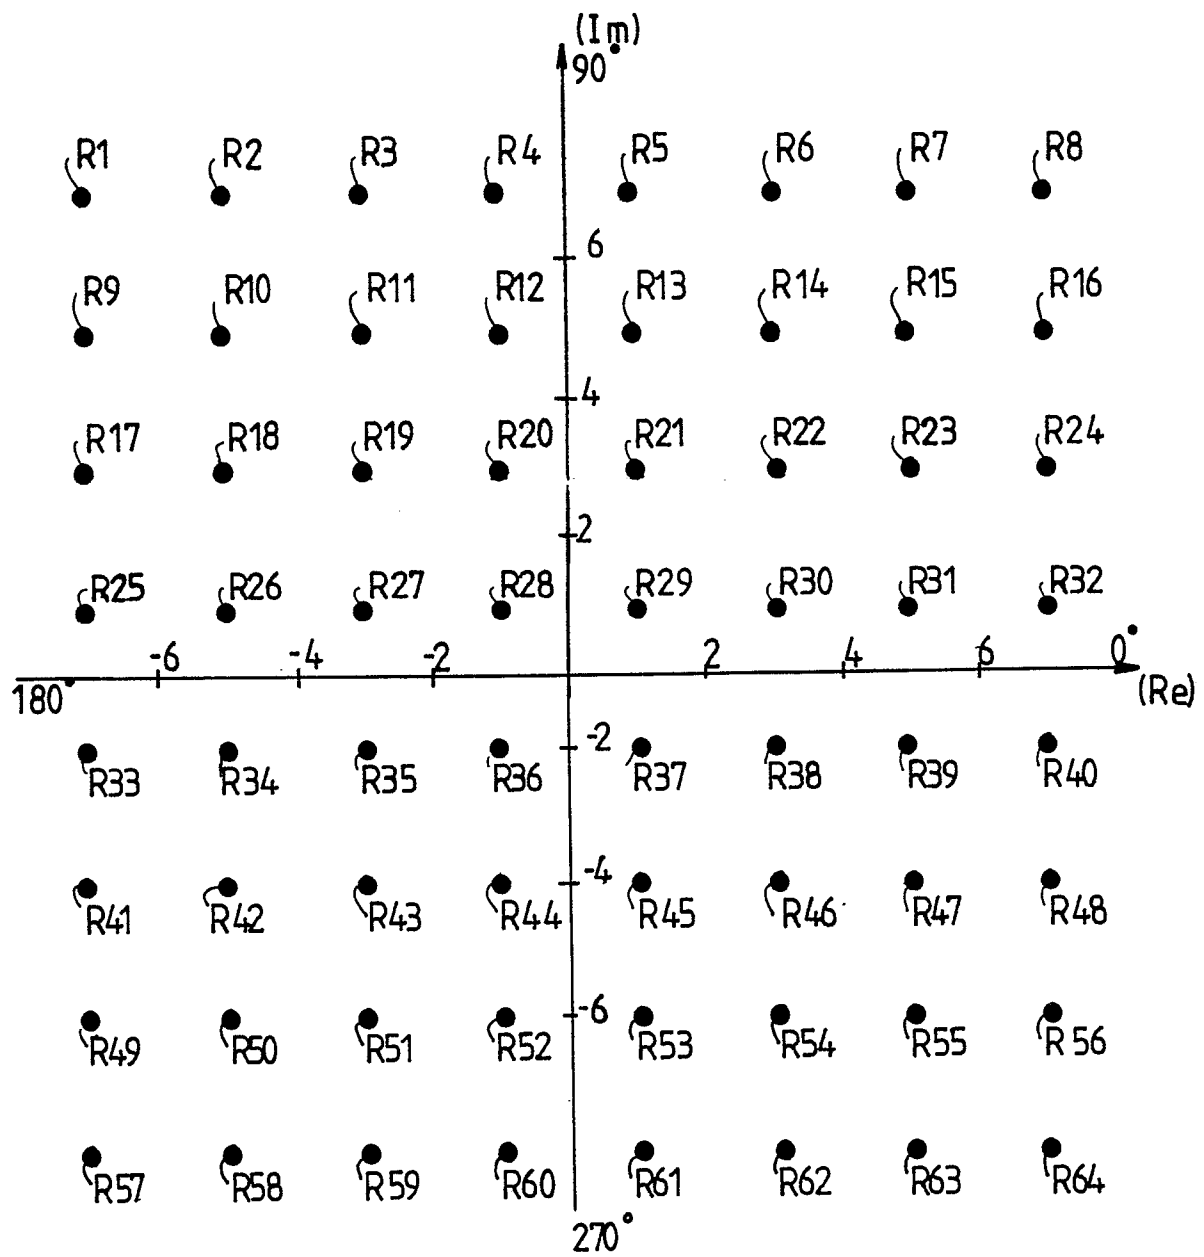 (Im)
90°
R1 R2 R3 R4 R5 R6 R7 R8
6
R9 R10 R11 R12 R13 R14 R15 R16
4
R17 R18 R19 R20 R21 R22 R23 R24
2
R25 R26 R27 R28 R29 R30 R31 R32
-6 -4 -2 2 4 6 0°
180° (Re)
-2
R33 R34 R35 R36 R37 R38 R39 R40
-4
R41 R42 R43 R44 R45 R46 R47 R48
-6
R49 R50 R51 R52 R53 R54 R55 R56
R57 R58 R59 R60 R61 R62 R63 R64
270°